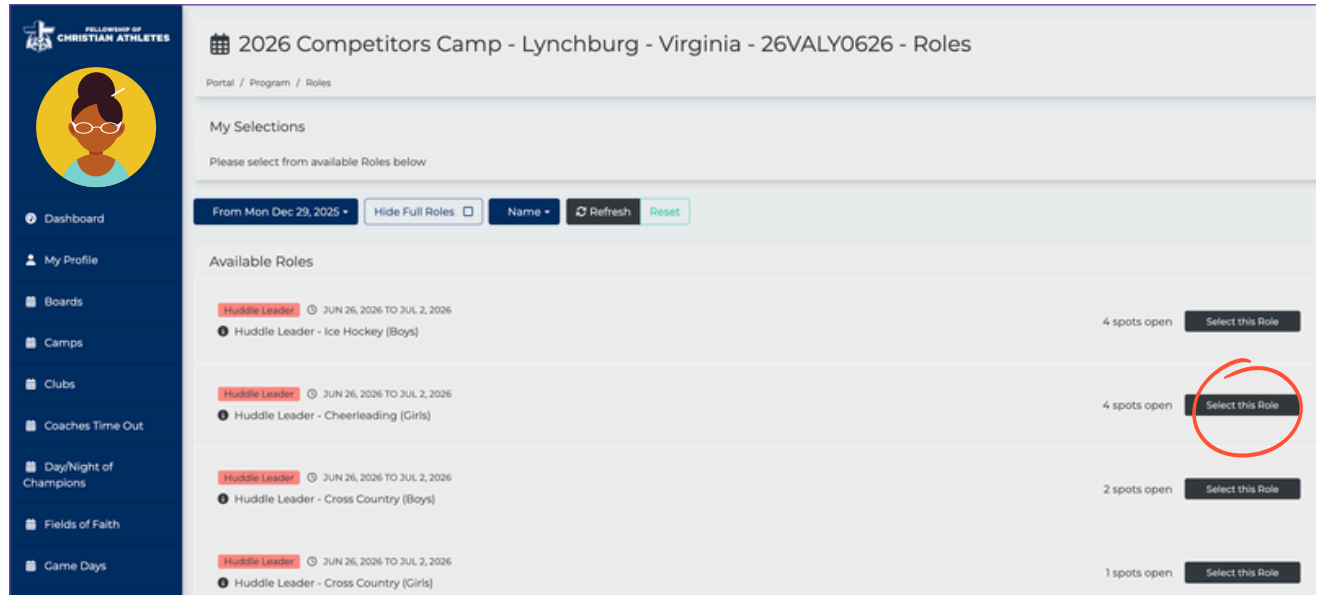 FELLOWSHIP OF
CHRISTIAN ATHLETES
2026 Competitors Camp - Lynchburg - Virginia - 26VALY0626 - Roles
Portal / Program / Roles
My Selections
Please select from available Roles below
From Mon Dec 29, 2025
Hide Full Roles
Name
Refresh
Reset
Available Roles
Huddle Leader JUN 26, 2026 TO JUL 2, 2026
Huddle Leader - Ice Hockey (Boys)
4 spots open Select this Role
Huddle Leader JUN 26, 2026 TO JUL 2, 2026
Huddle Leader - Cheerleading (Girls)
4 spots open Select this Role
Huddle Leader JUN 26, 2026 TO JUL 2, 2026
Huddle Leader - Cross Country (Boys)
2 spots open Select this Role
Huddle Leader JUN 26, 2026 TO JUL 2, 2026
Huddle Leader - Cross Country (Girls)
1 spots open Select this Role
Dashboard
My Profile
Boards
Camps
Clubs
Coaches Time Out
Day/Night of
Champions
Fields of Faith
Game Days